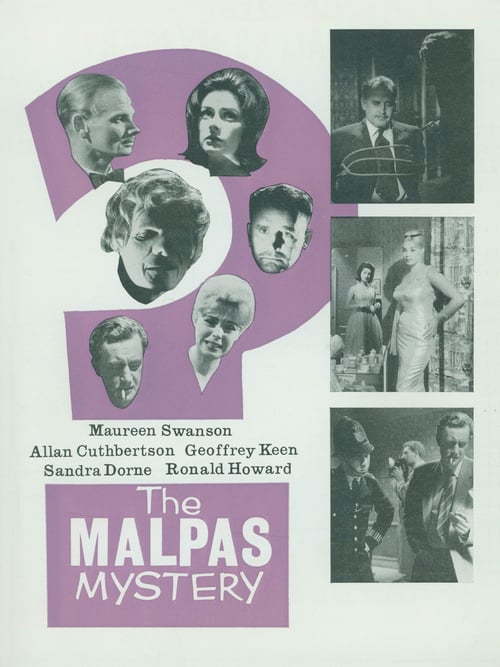 Maureen Swanson
Allan Cuthbertson Geoffrey Keen
Sandra Dorne Ronald Howard
The
MALPAS
MYSTERY